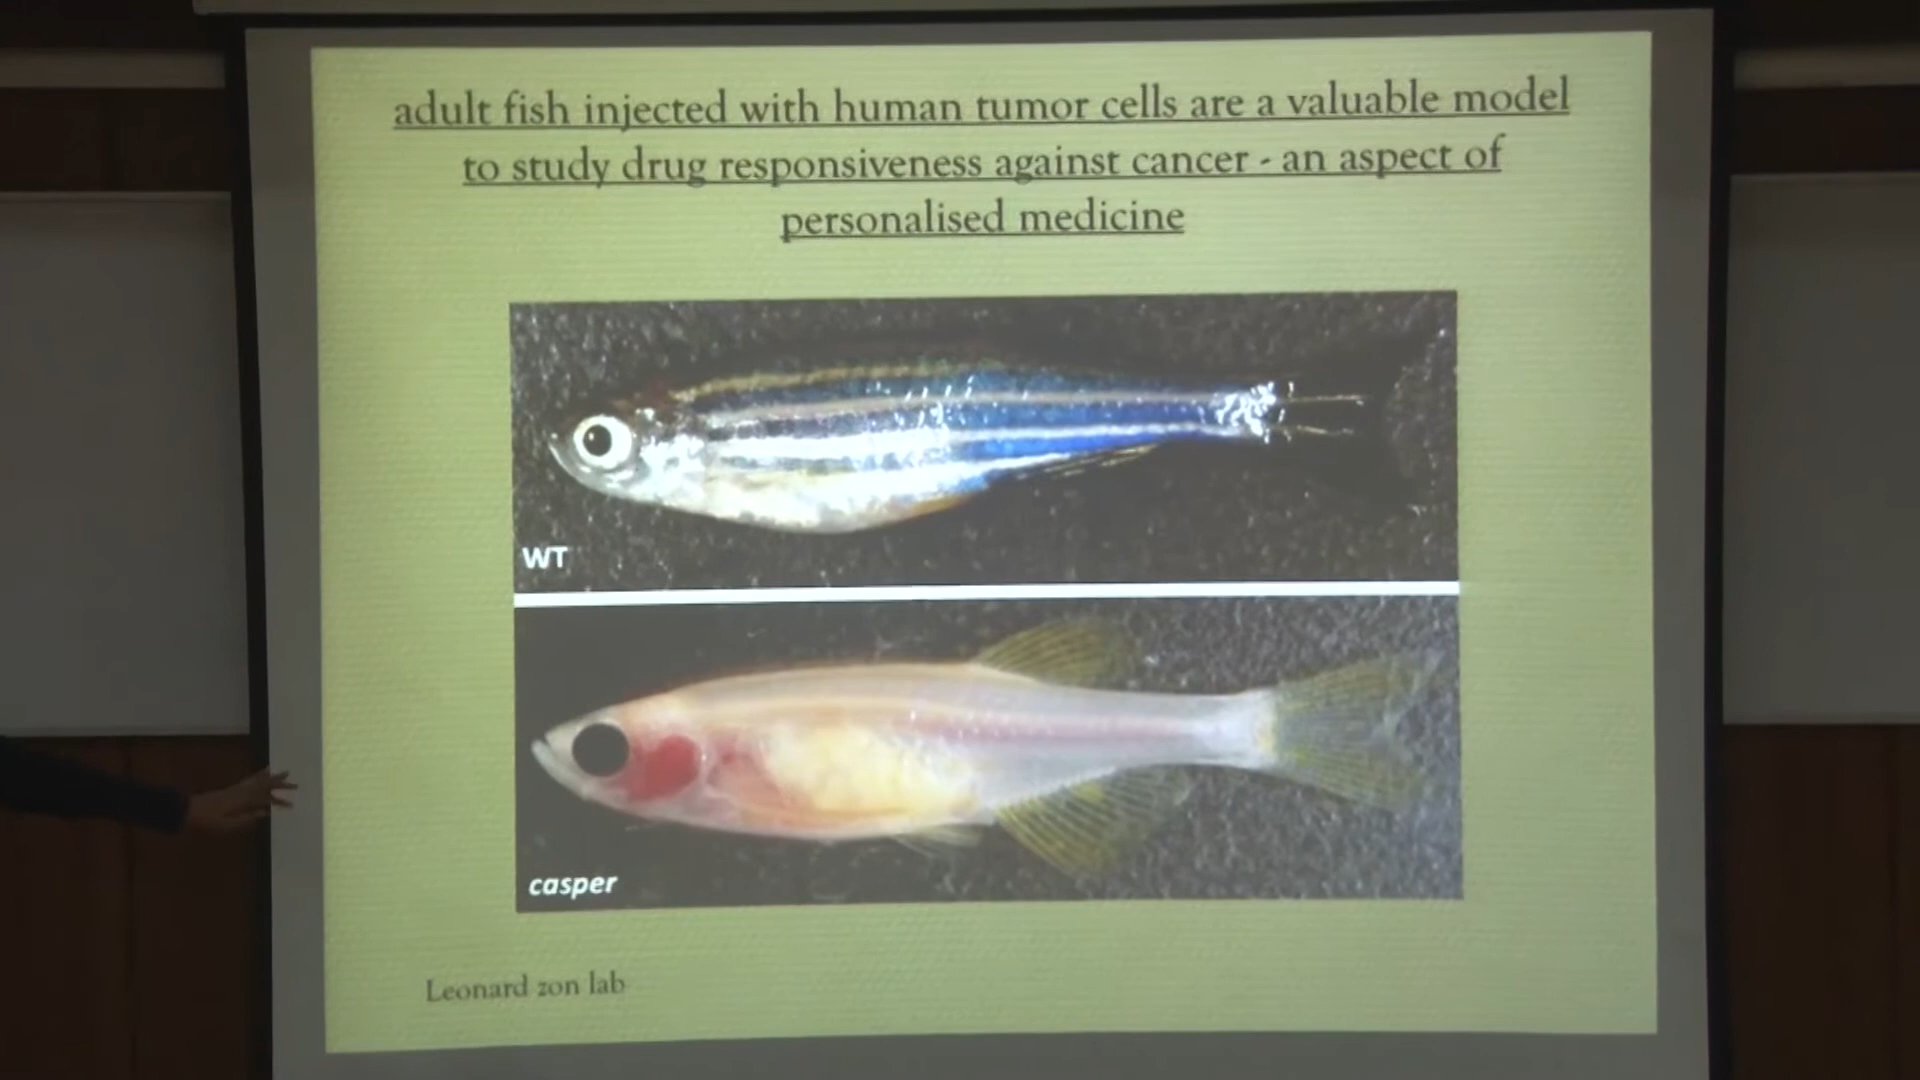 adult fish injected with human tumor cells are a valuable model
to study drug responsiveness against cancer - an aspect of
personalised medicine
WT
casper
Leonard zon lab